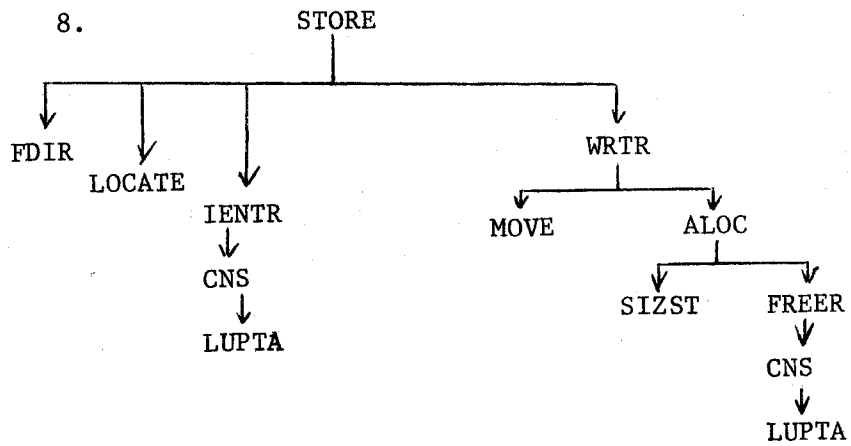 8. STORE
FDIR WRTR
LOCATE
IENTR MOVE ALOC
CNS
SIZST FREER
LUPTA
CNS
LUPTA